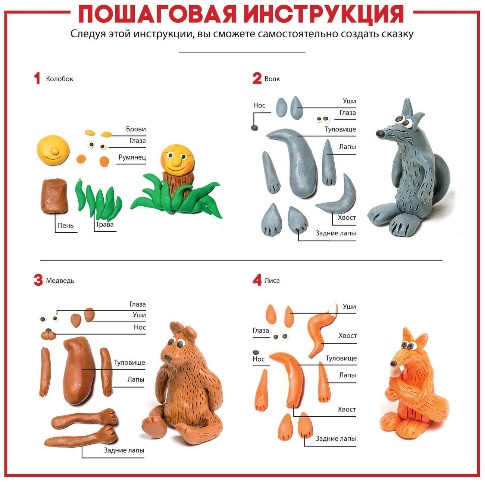 ПОШАГОВАЯ ИНСТРУКЦИЯ
Следуя этой инструкции, вы сможете самостоятельно создать сказку
1 Колобок
Брови
Глаза
Румянец
Пень
Трава
2 Волк
Нос
Уши
Глаза
Туловище
Лапы
Хвост
Задние лапы
3 Медведь
Глаза
Уши
Нос
Туловище
Лапы
Задние лапы
4 Лиса
Уши
Глаза
Хвост
Нос
Туловище
Лапы
Хвост
Задние лапы